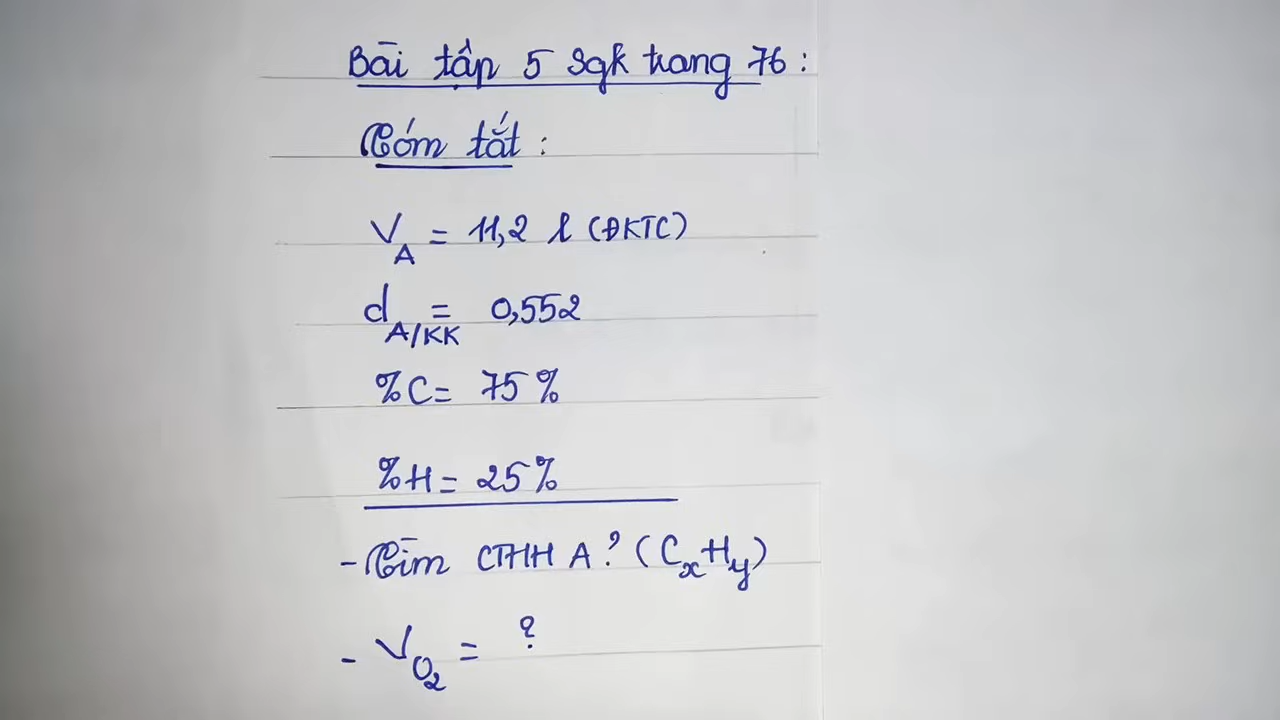 Bài tập 5 sgk trang 76 :
Tóm tắt :
V_A = 11,2 l (ĐKTC)
d_A/KK = 0,552
%C = 75 %
%H = 25 %
- Tìm CTHH A ? (CₓH_y)
- V_O₂ = ?